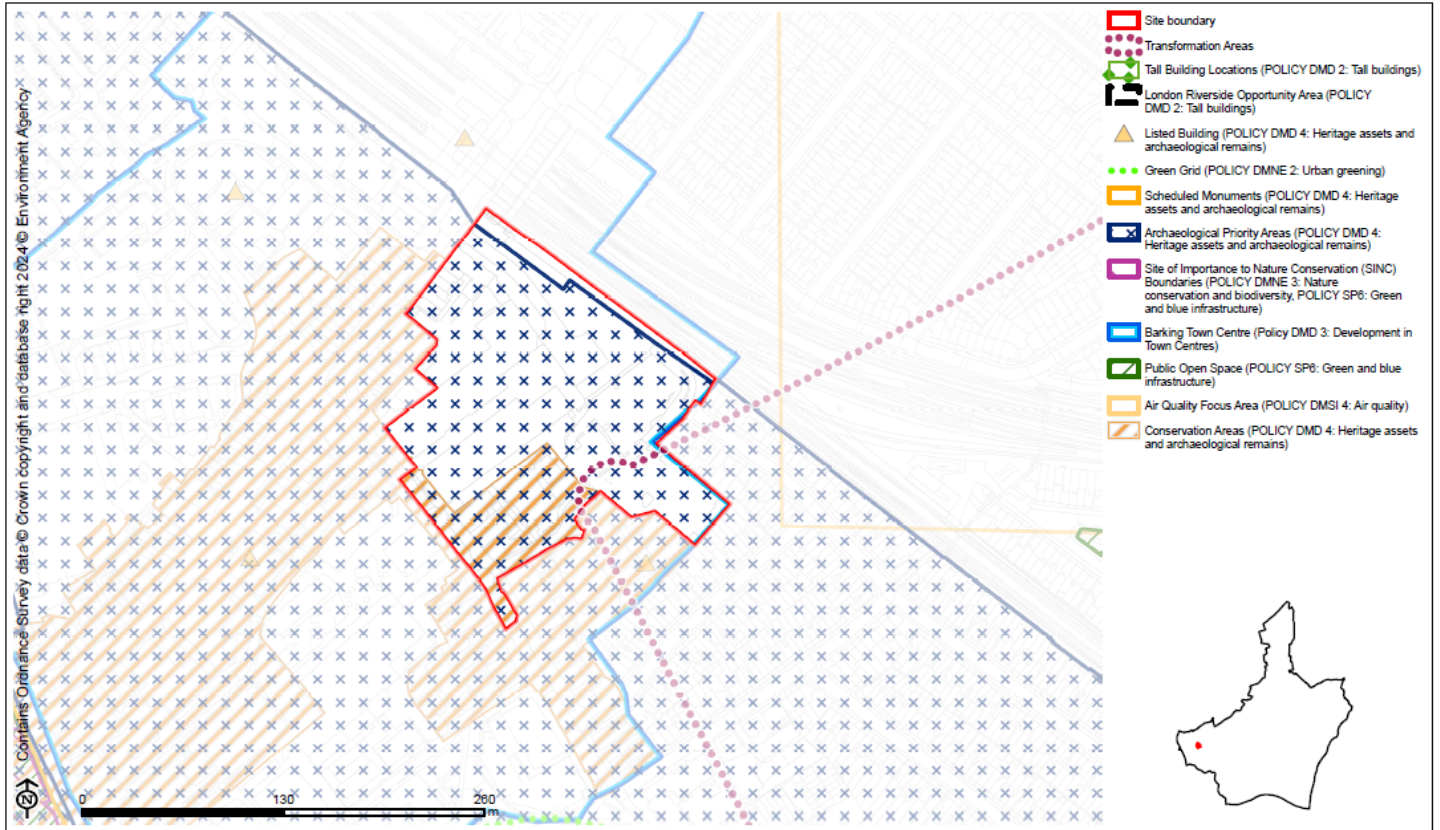 Contains Ordnance Survey data © Crown copyright and database right 2024 © Environment Agency
Site boundary
Transformation Areas
Tall Building Locations (POLICY DMD 2: Tall buildings)
London Riverside Opportunity Area (POLICY
DMD 2: Tall buildings)
Listed Building (POLICY DMD 4: Heritage assets and
archaeological remains)
Green Grid (POLICY DMNE 2: Urban greening)
Scheduled Monuments (POLICY DMD 4: Heritage
assets and archaeological remains)
Archaeological Priority Areas (POLICY DMD 4:
Heritage assets and archaeological remains)
Site of Importance to Nature Conservation (SINC)
Boundaries (POLICY DMNE 3: Nature
conservation and biodiversity, POLICY SP6: Green
and blue infrastructure)
Barking Town Centre (Policy DMD 3: Development in
Town Centres)
Public Open Space (POLICY SP6: Green and blue
infrastructure)
Air Quality Focus Area (POLICY DMSI 4: Air quality)
Conservation Areas (POLICY DMD 4: Heritage assets
and archaeological remains)
N
0 130 260
m